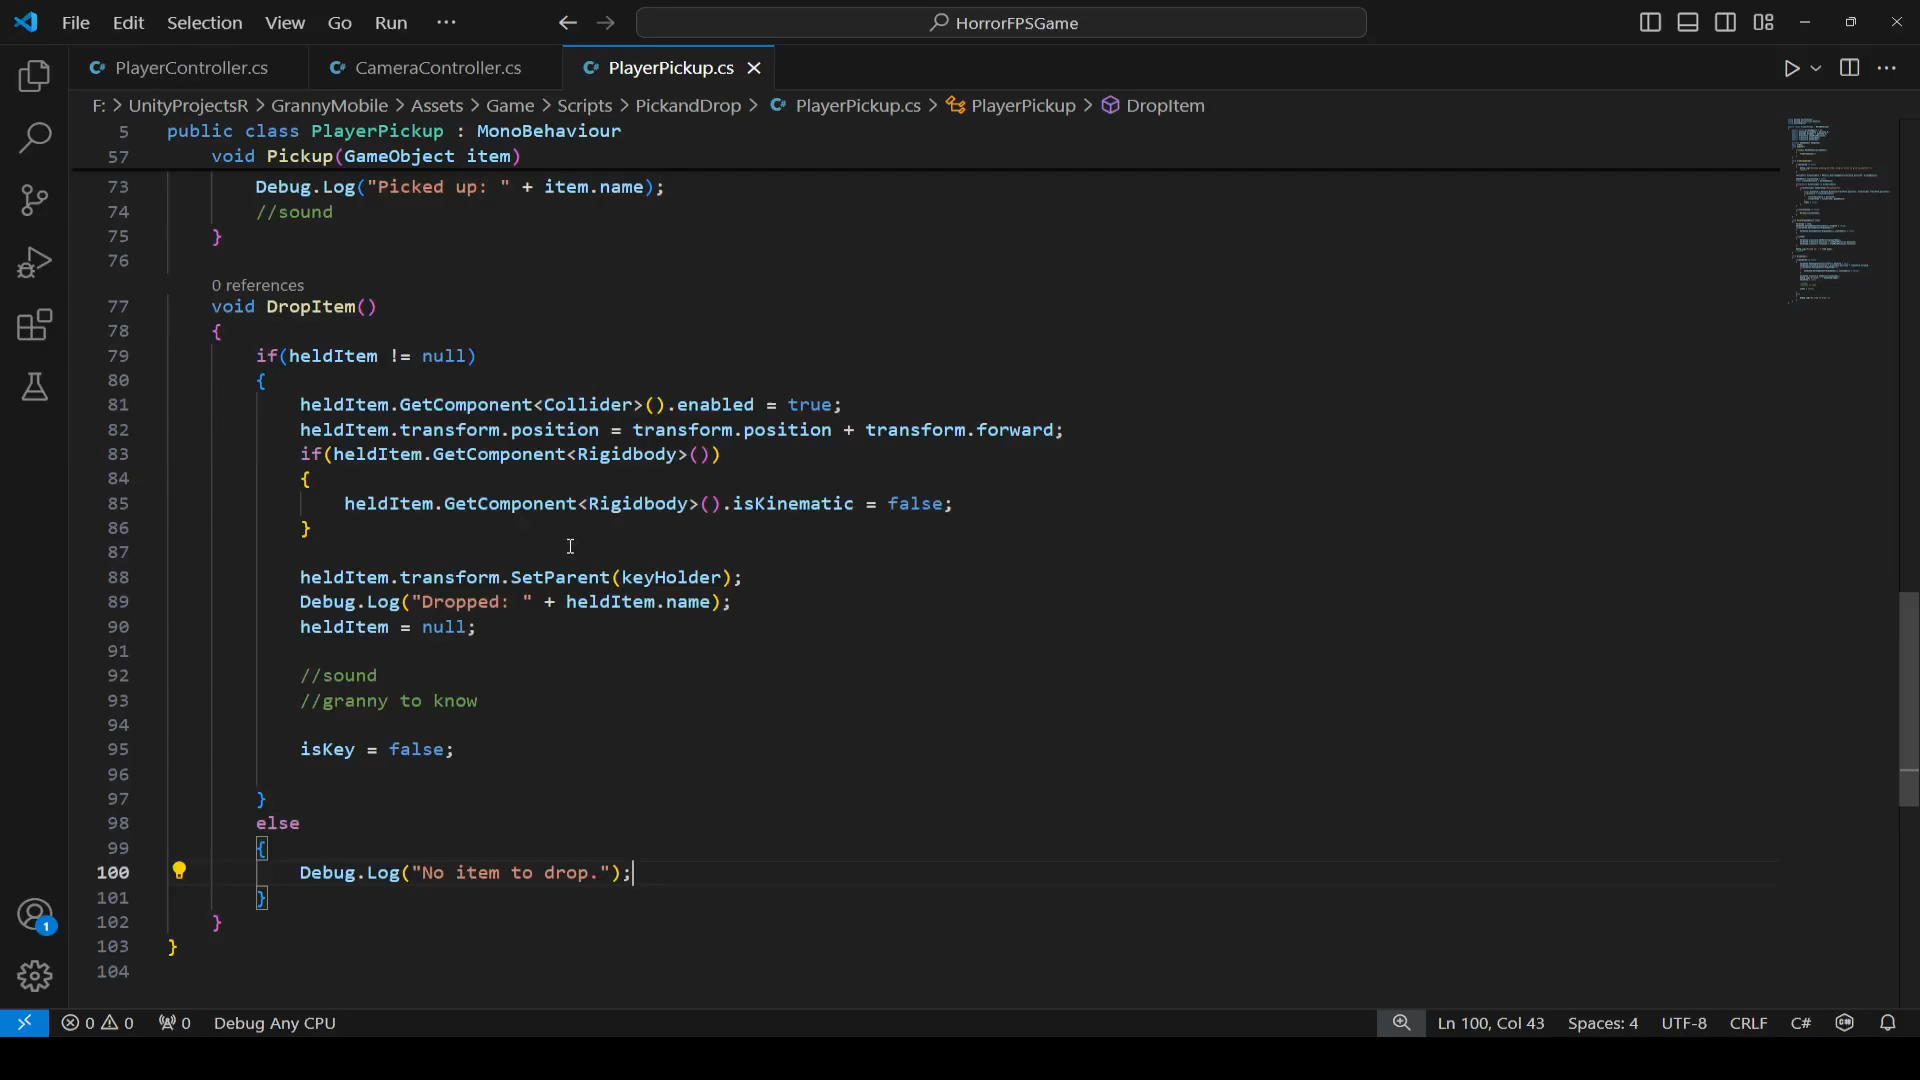 File Edit Selection View Go Run ··· HorrorFPSGame
PlayerController.cs CameraController.cs PlayerPickup.cs
F: > UnityProjectsR > GrannyMobile > Assets > Game > Scripts > PickandDrop > PlayerPickup.cs > PlayerPickup > DropItem
5 public class PlayerPickup : MonoBehaviour
57 void Pickup(GameObject item)
73 Debug.Log("Picked up: " + item.name);
74 //sound
75 }
76
0 references
77 void DropItem()
78 {
79 if(heldItem != null)
80 {
81 heldItem.GetComponent<Collider>().enabled = true;
82 heldItem.transform.position = transform.position + transform.forward;
83 if(heldItem.GetComponent<Rigidbody>())
84 {
85 heldItem.GetComponent<Rigidbody>().isKinematic = false;
86 }
87
88 heldItem.transform.SetParent(keyHolder);
89 Debug.Log("Dropped: " + heldItem.name);
90 heldItem = null;
91
92 //sound
93 //granny to know
94
95 isKey = false;
96
97 }
98 else
99 {
100 Debug.Log("No item to drop.");
101 }
102 }
103 }
104
1
0 0 0 Debug Any CPU Ln 100, Col 43 Spaces: 4 UTF-8 CRLF C#